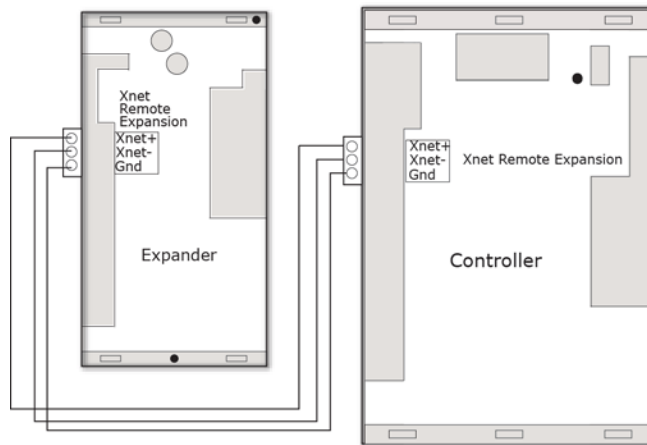 Xnet
Remote
Expansion
Xnet+
Xnet-
Gnd
Expander
Xnet+
Xnet-
Gnd
Xnet Remote Expansion
Controller